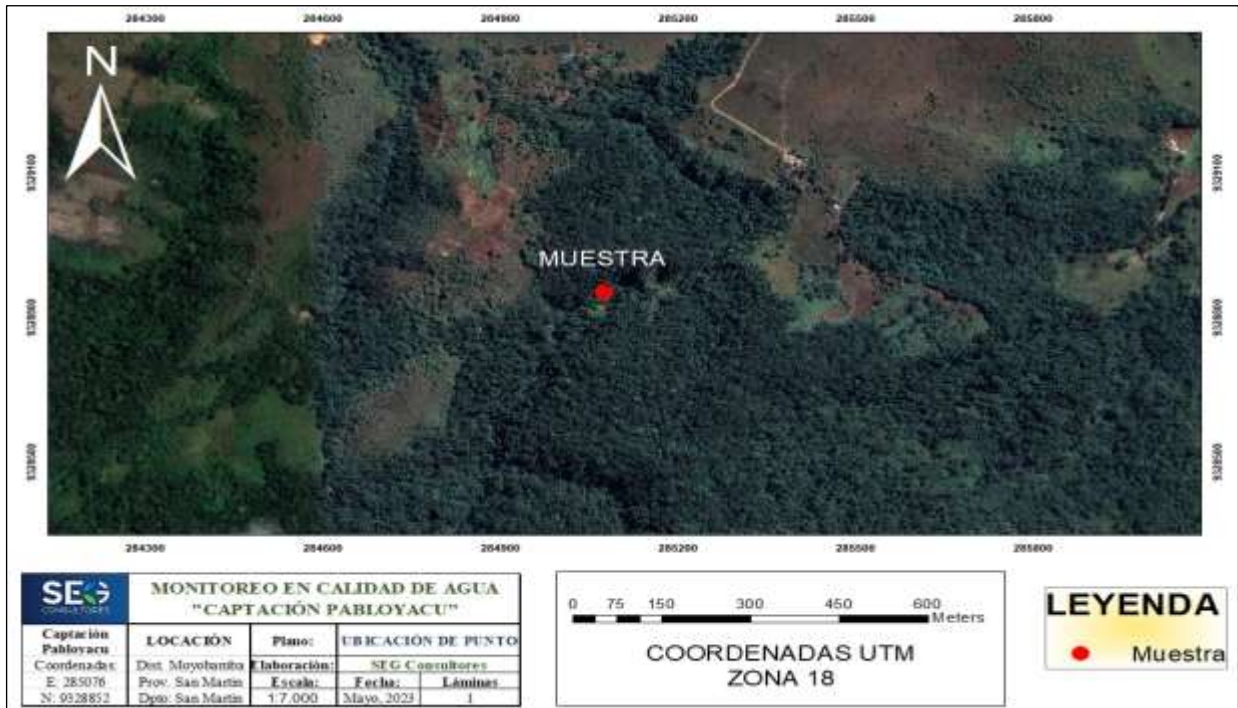 284300 284600 284900 285200 285500 285800
N
9329100 9329100
MUESTRA
9328800 9328800
9328500 9328500
284300 284600 284900 285200 285500 285800
SEG
CONSULTORES
MONITOREO EN CALIDAD DE AGUA
"CAPTACIÓN PABLOYACU"
Captación
Pabloyacu
LOCACIÓN Plano: UBICACIÓN DE PUNTO
Coordenadas: Dist. Moyobamba Elaboración: SEG Consultores
E: 285076 Prov. San Martin Escala: Fecha: Láminas
N: 9328852 Dpto: San Martin 1:7.000 Mayo, 2023 1
0 75 150 300 450 600
Meters
COORDENADAS UTM
ZONA 18
LEYENDA
Muestra